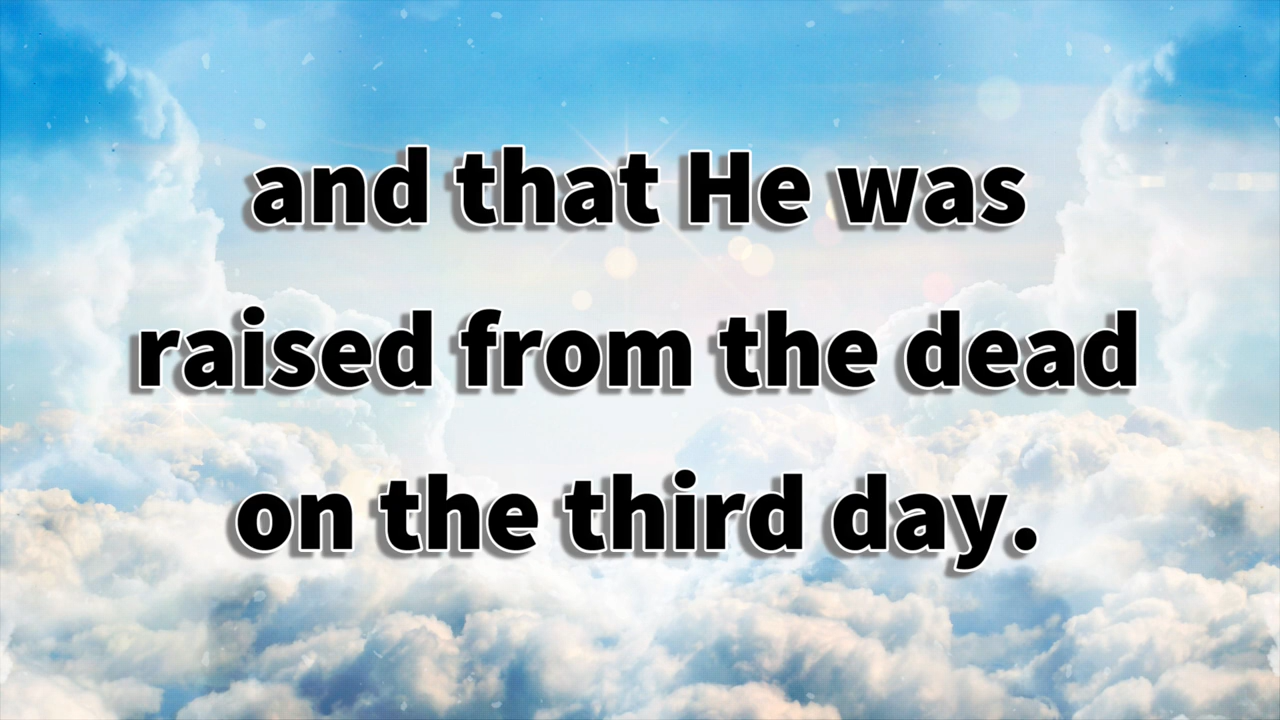 and that He was
raised from the dead
on the third day.